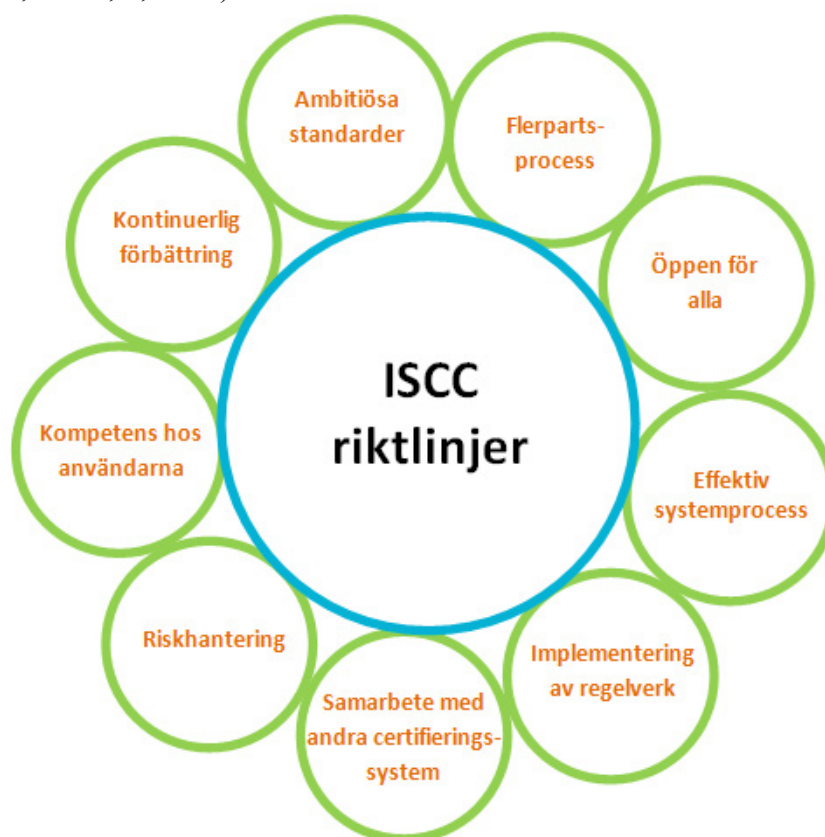 Ambitiösa
standarder
Flerparts-
process
Öppen för
alla
Effektiv
systemprocess
Implementering
av regelverk
Samarbete med
andra certifierings-
system
Riskhantering
Kompetens hos
användarna
Kontinuerlig
förbättring
ISCC
riktlinjer